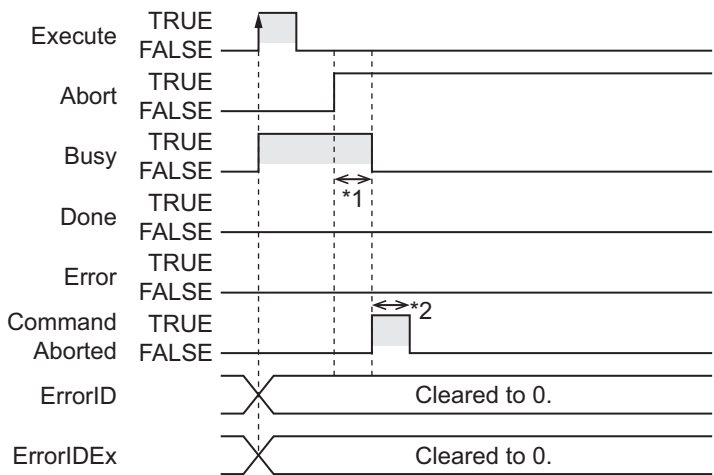 Execute TRUE
FALSE
Abort TRUE
FALSE
Busy TRUE
FALSE
*1
Done TRUE
FALSE
Error TRUE
FALSE
*2
Command TRUE
Aborted FALSE
ErrorID Cleared to 0.
ErrorIDEx Cleared to 0.